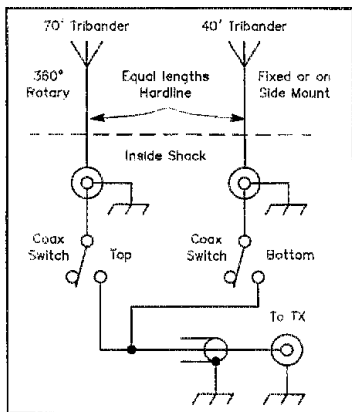 70' Tribander
40' Tribander
360°
Rotary
Equal lengths
Hardline
Fixed or on
Side Mount
Inside Shack
Coax
Switch
Top
Coax
Switch
Bottom
To TX